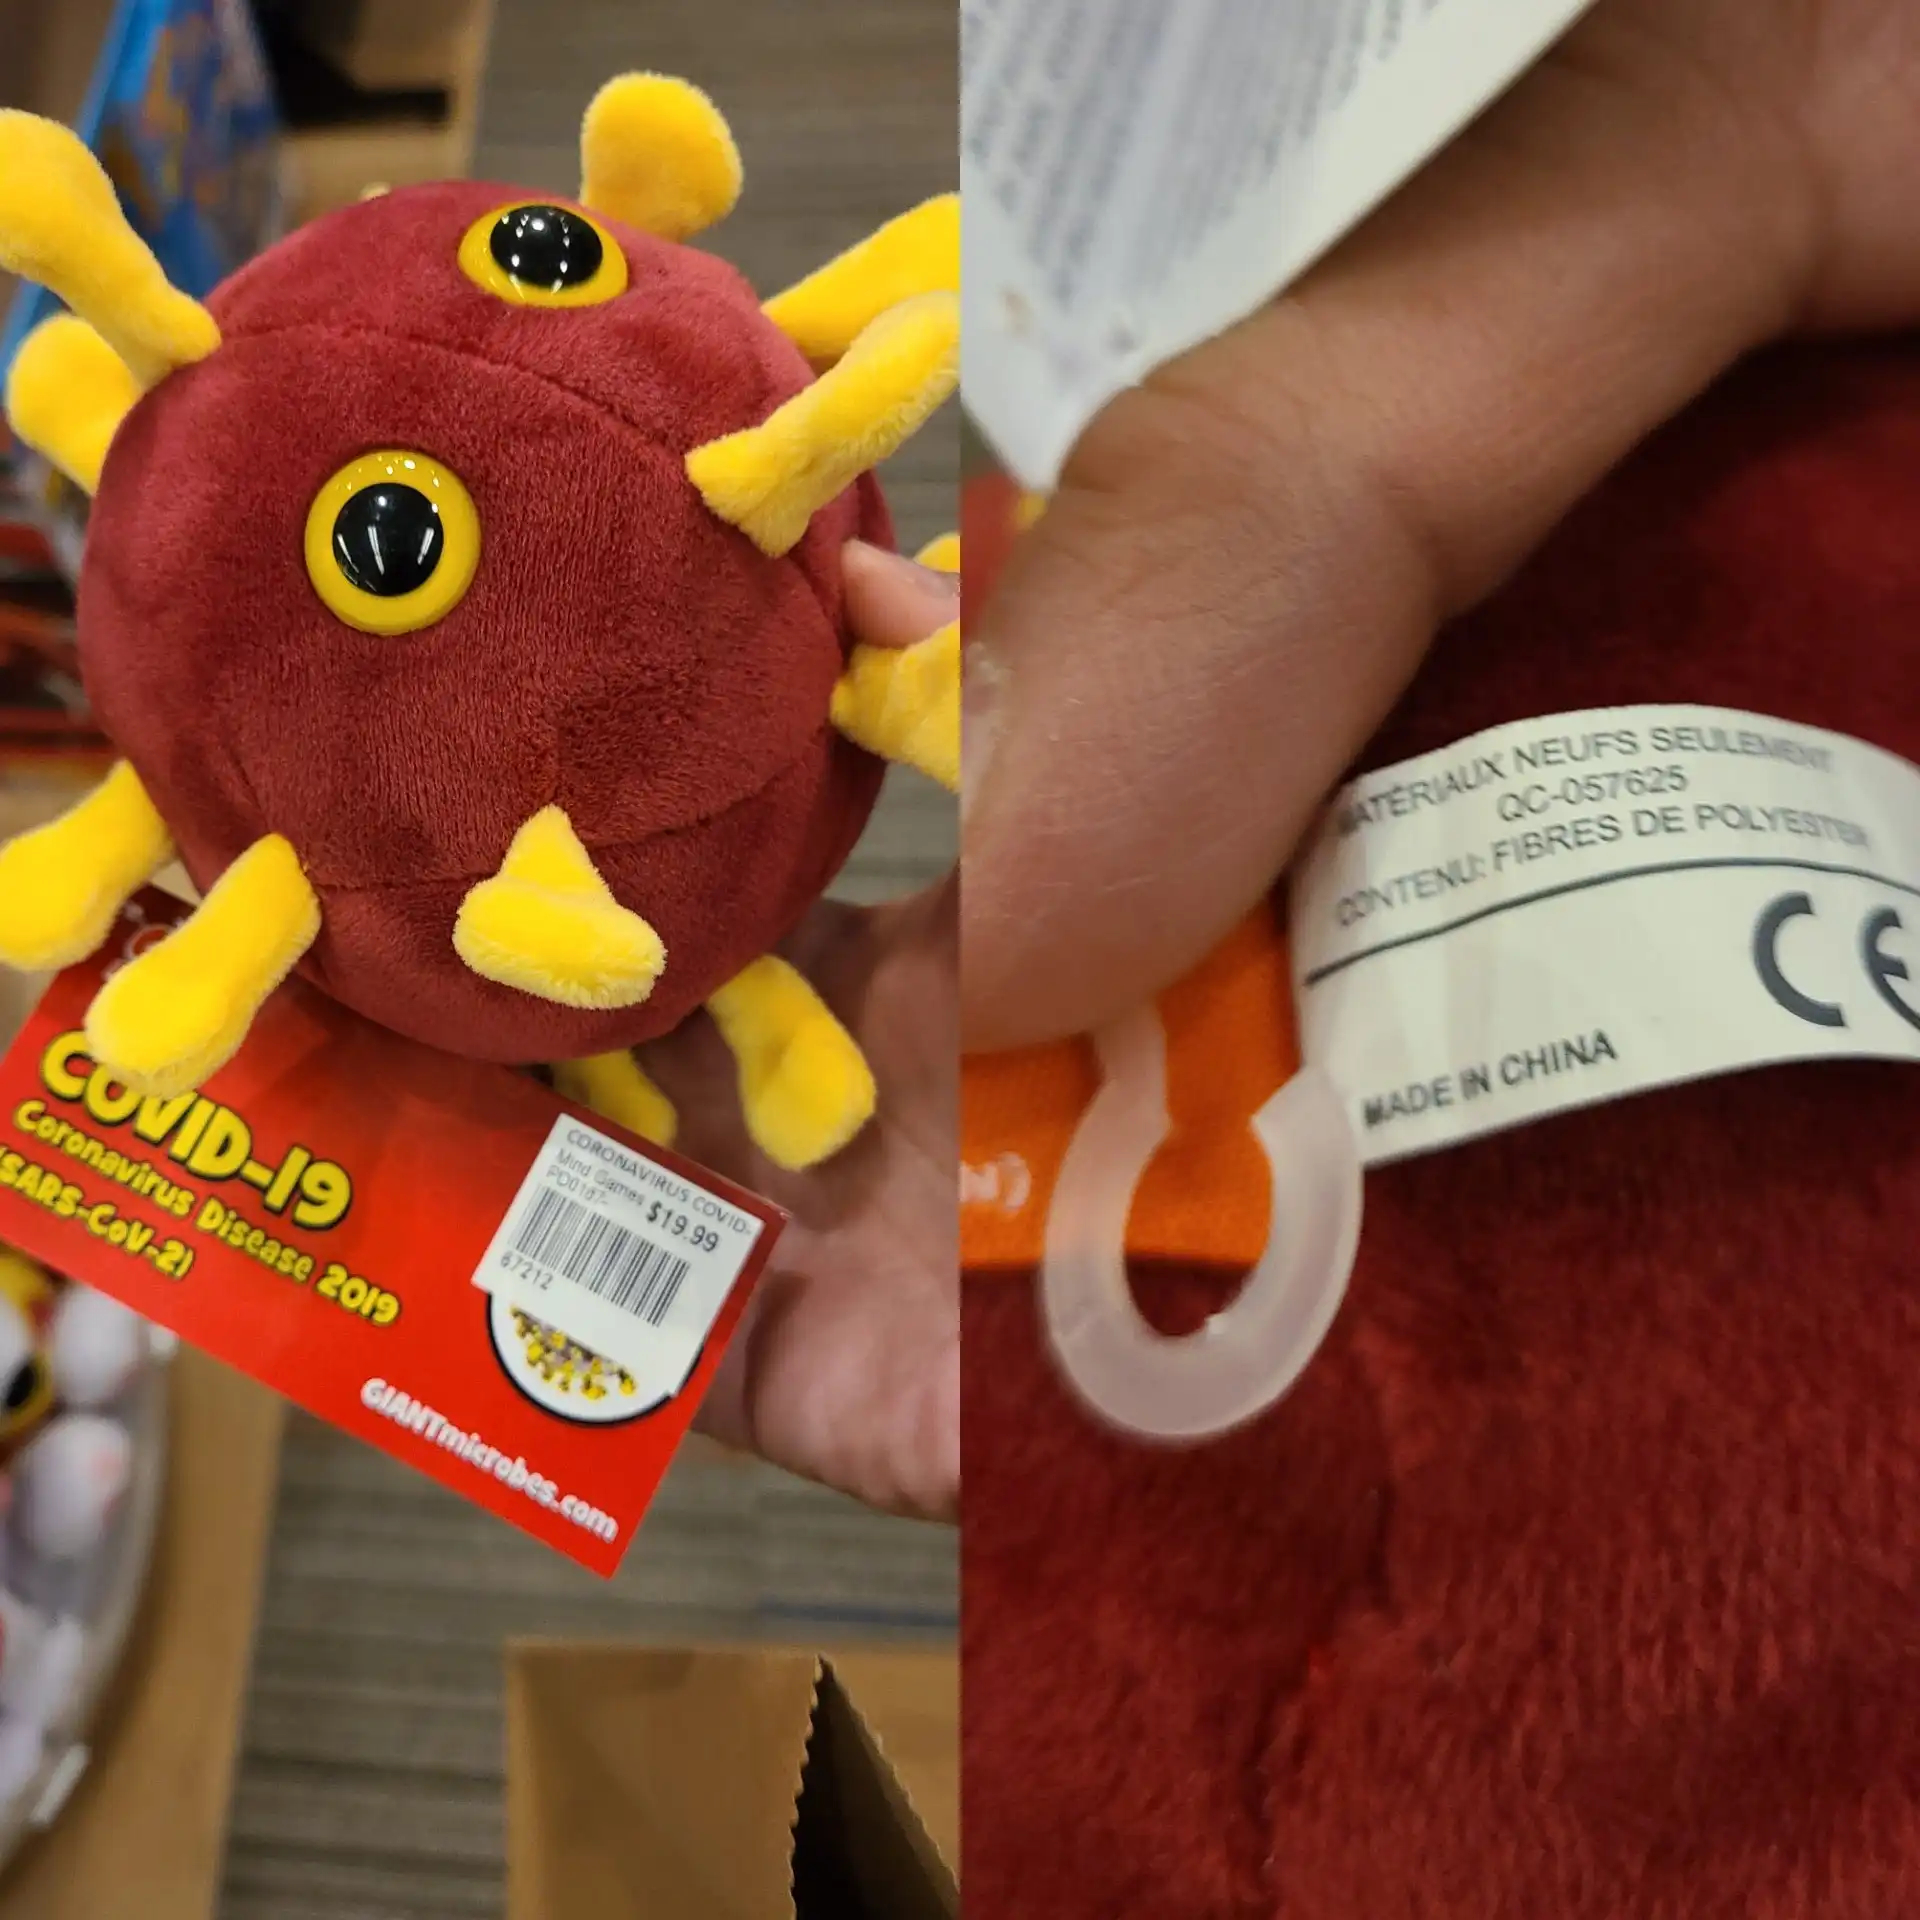 COVID-19
Coronavirus Disease 2019
(SARS-CoV-2)
CORONAVIRUS COVID-
Mind Games
PD0187-
$19.99
67212
GIANTmicrobes.com
MATÉRIAUX NEUFS SEULEMENT
QC-057625
CONTENU: FIBRES DE POLYESTER
CE
MADE IN CHINA